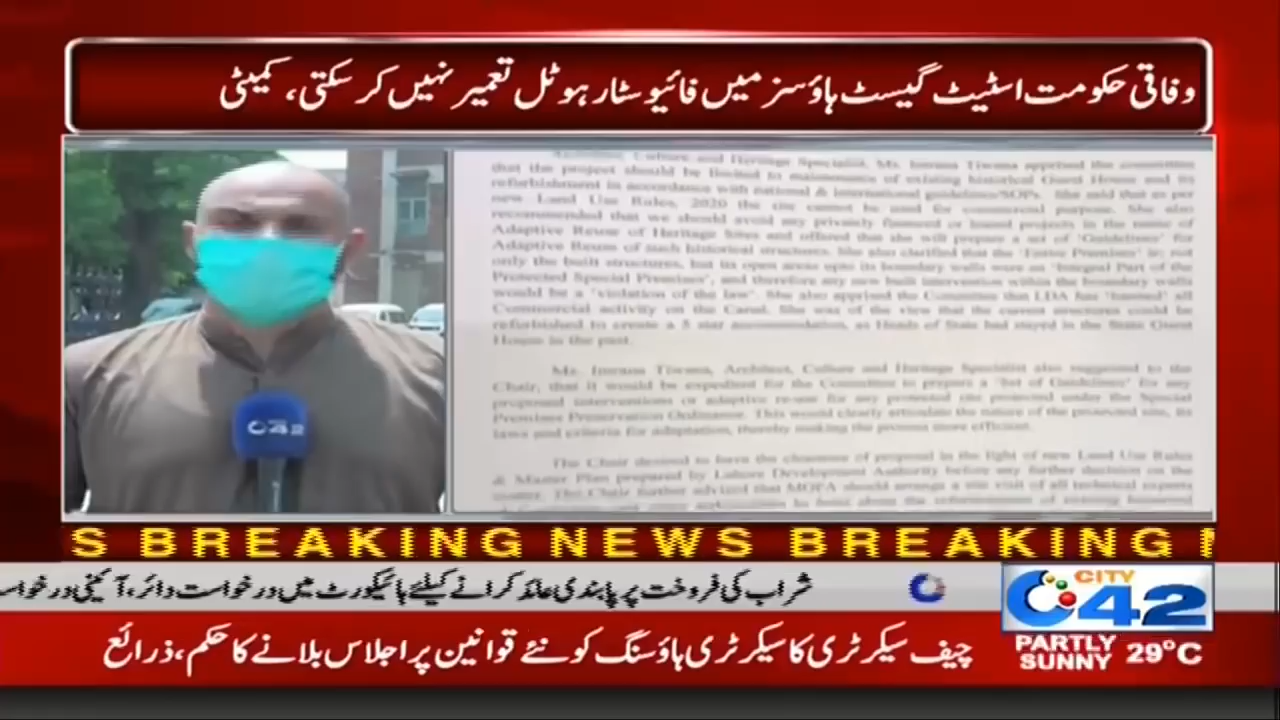 وفاقی حکومت اسٹیٹ گیسٹ ہاؤسز میں فائیو سٹار ہوٹل تعمیر نہیں کر سکتی، کمیٹی
Architect, Culture and Heritage Specialist, Ms. Imrana Tiwana apprised the committee
that the project should be limited to maintenance of existing historical Guest House and its
refurbishment in accordance with national & international guidelines/SOPs. She said that as per
new Land Use Rules, 2020 the site cannot be used for commercial purpose. She also
recommended that we should avoid any privately financed or leased projects in the name of
Adaptive Reuse of Heritage Sites and offered that she will prepare a set of 'Guidelines' for
Adaptive Reuse of such historical structures. She also clarified that the 'Entire Premises' ie; not
only the built structures, but its open areas upto its boundary walls were an 'Integral Part of the
Protected Special Premises', and therefore any new built intervention within the boundary walls
would be a 'violation of the law'. She also apprised the Committee that LDA has 'banned' all
Commercial activity on the Canal. She was of the view that the current structures could be
refurbished to create a 5 star accommodation, as Heads of State had stayed in the State Guest
House in the past.
Ms. Imrana Tiwana, Architect, Culture and Heritage Specialist also suggested to the
Chair, that it would be expedient for the Committee to prepare a 'Set of Guidelines' for any
proposed interventions or adaptive re-use for any protected site protected under the Special
Premises Preservation Ordinance. This would clearly articulate the nature of the protected site, its
laws and criteria for adaptation, thereby making the process more efficient.
The Chair desired to have the clearance of proposal in the light of new Land Use Rules
& Master Plan prepared by Lahore Development Authority before any further decision on the
matter. The Chair further advised that MOPA should arrange a site visit of all technical experts
C42
S BREAKING NEWS BREAKING N
شراب کی فروخت پر پابندی عائد کرانے کیلئے ہائیکورٹ میں درخواست دائر، آئینی درخواس
CITY
42
چیف سیکرٹری کا سیکرٹری ہاؤسنگ کو نئے قوانین پر اجلاس بلانے کا حکم، ذرائع
PARTLY
SUNNY 29°C